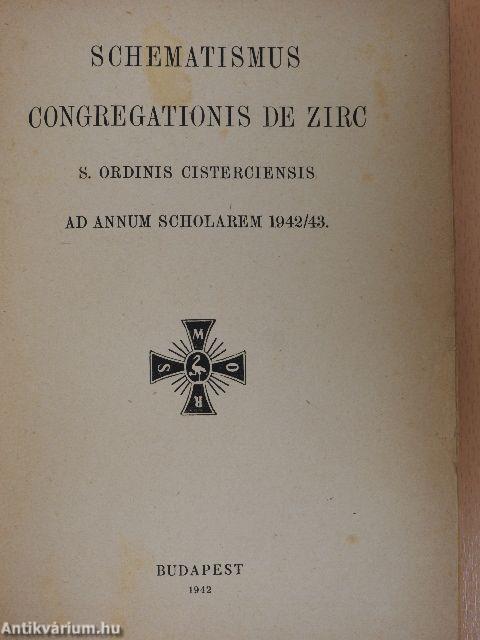 SCHEMATISMUS
CONGREGATIONIS DE ZIRC
S. ORDINIS CISTERCIENSIS
AD ANNUM SCHOLAREM 1942/43.
M
S O
R
BUDAPEST
1942
Antikvárium.hu